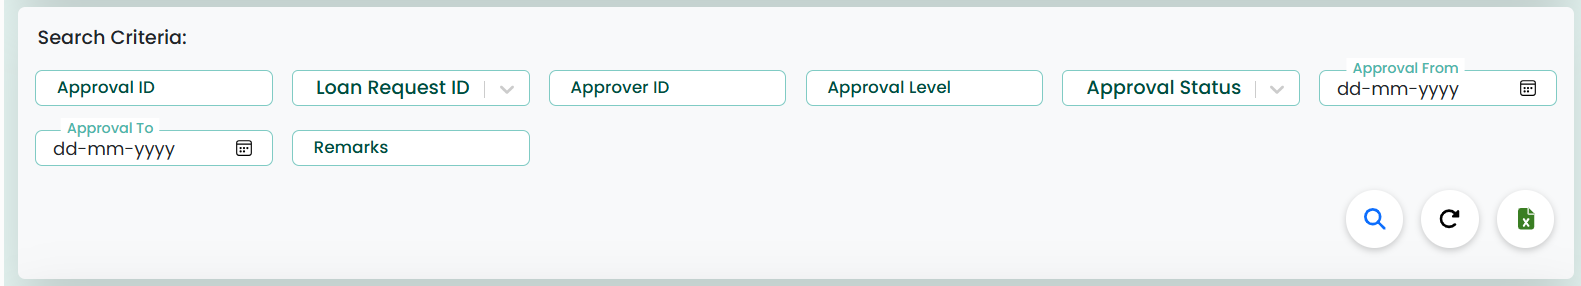 Search Criteria:
Approval ID
Loan Request ID
Approver ID
Approval Level
Approval Status
Approval From
dd-mm-yyyy
Approval To
dd-mm-yyyy
Remarks